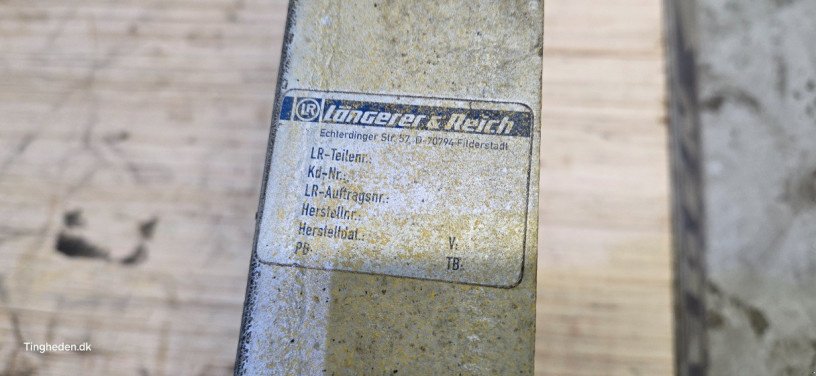 LR Längerer & Reich
Echterdinger Str. 57, D-70794 Filderstadt
LR-Teilenr.:
Kd-Nr.:
LR-Auftragsnr.:
Herstellnr.:
Herstelldat.: V:
PB: TB:
Tingheden.dk